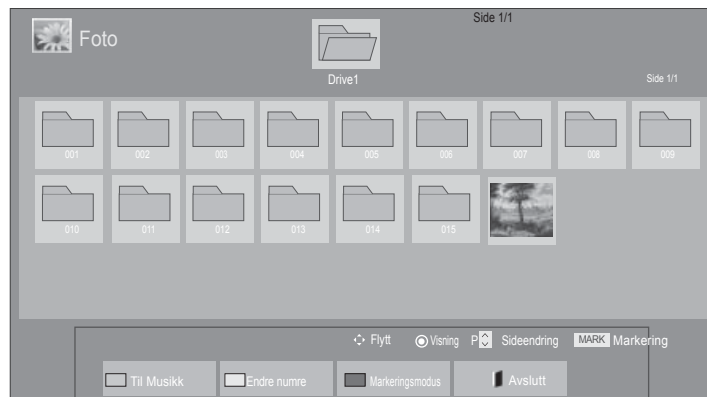 Side 1/1
Foto
Drive1
Side 1/1
001 002 003 004 005 006 007 008 009
010 011 012 013 014 015
Flytt Visning P Sideendring MARK Markering
Til Musikk Endre numre Markeringsmodus Avslutt